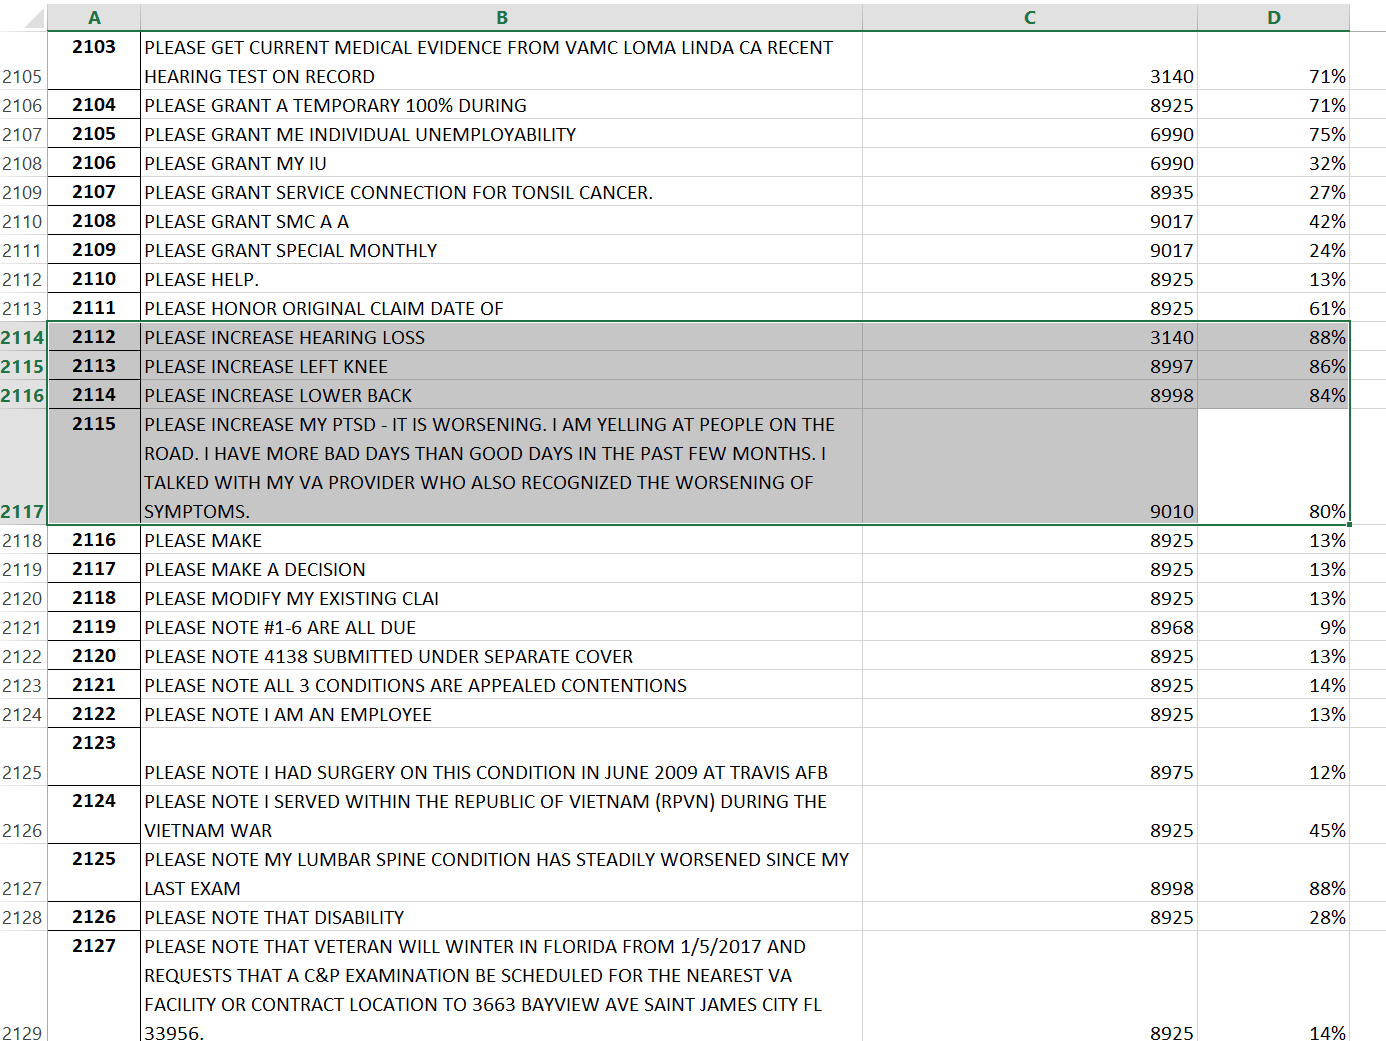 A B C D
2103 PLEASE GET CURRENT MEDICAL EVIDENCE FROM VAMC LOMA LINDA CA RECENT
2105 HEARING TEST ON RECORD 3140 71%
2106 2104 PLEASE GRANT A TEMPORARY 100% DURING 8925 71%
2107 2105 PLEASE GRANT ME INDIVIDUAL UNEMPLOYABILITY 6990 75%
2108 2106 PLEASE GRANT MY IU 6990 32%
2109 2107 PLEASE GRANT SERVICE CONNECTION FOR TONSIL CANCER. 8935 27%
2110 2108 PLEASE GRANT SMC A A 9017 42%
2111 2109 PLEASE GRANT SPECIAL MONTHLY 9017 24%
2112 2110 PLEASE HELP. 8925 13%
2113 2111 PLEASE HONOR ORIGINAL CLAIM DATE OF 8925 61%
2114 2112 PLEASE INCREASE HEARING LOSS 3140 88%
2115 2113 PLEASE INCREASE LEFT KNEE 8997 86%
2116 2114 PLEASE INCREASE LOWER BACK 8998 84%
2115 PLEASE INCREASE MY PTSD - IT IS WORSENING. I AM YELLING AT PEOPLE ON THE
ROAD. I HAVE MORE BAD DAYS THAN GOOD DAYS IN THE PAST FEW MONTHS. I
TALKED WITH MY VA PROVIDER WHO ALSO RECOGNIZED THE WORSENING OF
2117 SYMPTOMS. 9010 80%
2118 2116 PLEASE MAKE 8925 13%
2119 2117 PLEASE MAKE A DECISION 8925 13%
2120 2118 PLEASE MODIFY MY EXISTING CLAI 8925 13%
2121 2119 PLEASE NOTE #1-6 ARE ALL DUE 8968 9%
2122 2120 PLEASE NOTE 4138 SUBMITTED UNDER SEPARATE COVER 8925 13%
2123 2121 PLEASE NOTE ALL 3 CONDITIONS ARE APPEALED CONTENTIONS 8925 14%
2124 2122 PLEASE NOTE I AM AN EMPLOYEE 8925 13%
2123
2125 PLEASE NOTE I HAD SURGERY ON THIS CONDITION IN JUNE 2009 AT TRAVIS AFB 8975 12%
2124 PLEASE NOTE I SERVED WITHIN THE REPUBLIC OF VIETNAM (RPVN) DURING THE
2126 VIETNAM WAR 8925 45%
2125 PLEASE NOTE MY LUMBAR SPINE CONDITION HAS STEADILY WORSENED SINCE MY
2127 LAST EXAM 8998 88%
2128 2126 PLEASE NOTE THAT DISABILITY 8925 28%
2127 PLEASE NOTE THAT VETERAN WILL WINTER IN FLORIDA FROM 1/5/2017 AND
REQUESTS THAT A C&P EXAMINATION BE SCHEDULED FOR THE NEAREST VA
FACILITY OR CONTRACT LOCATION TO 3663 BAYVIEW AVE SAINT JAMES CITY FL
2129 33956. 8925 14%